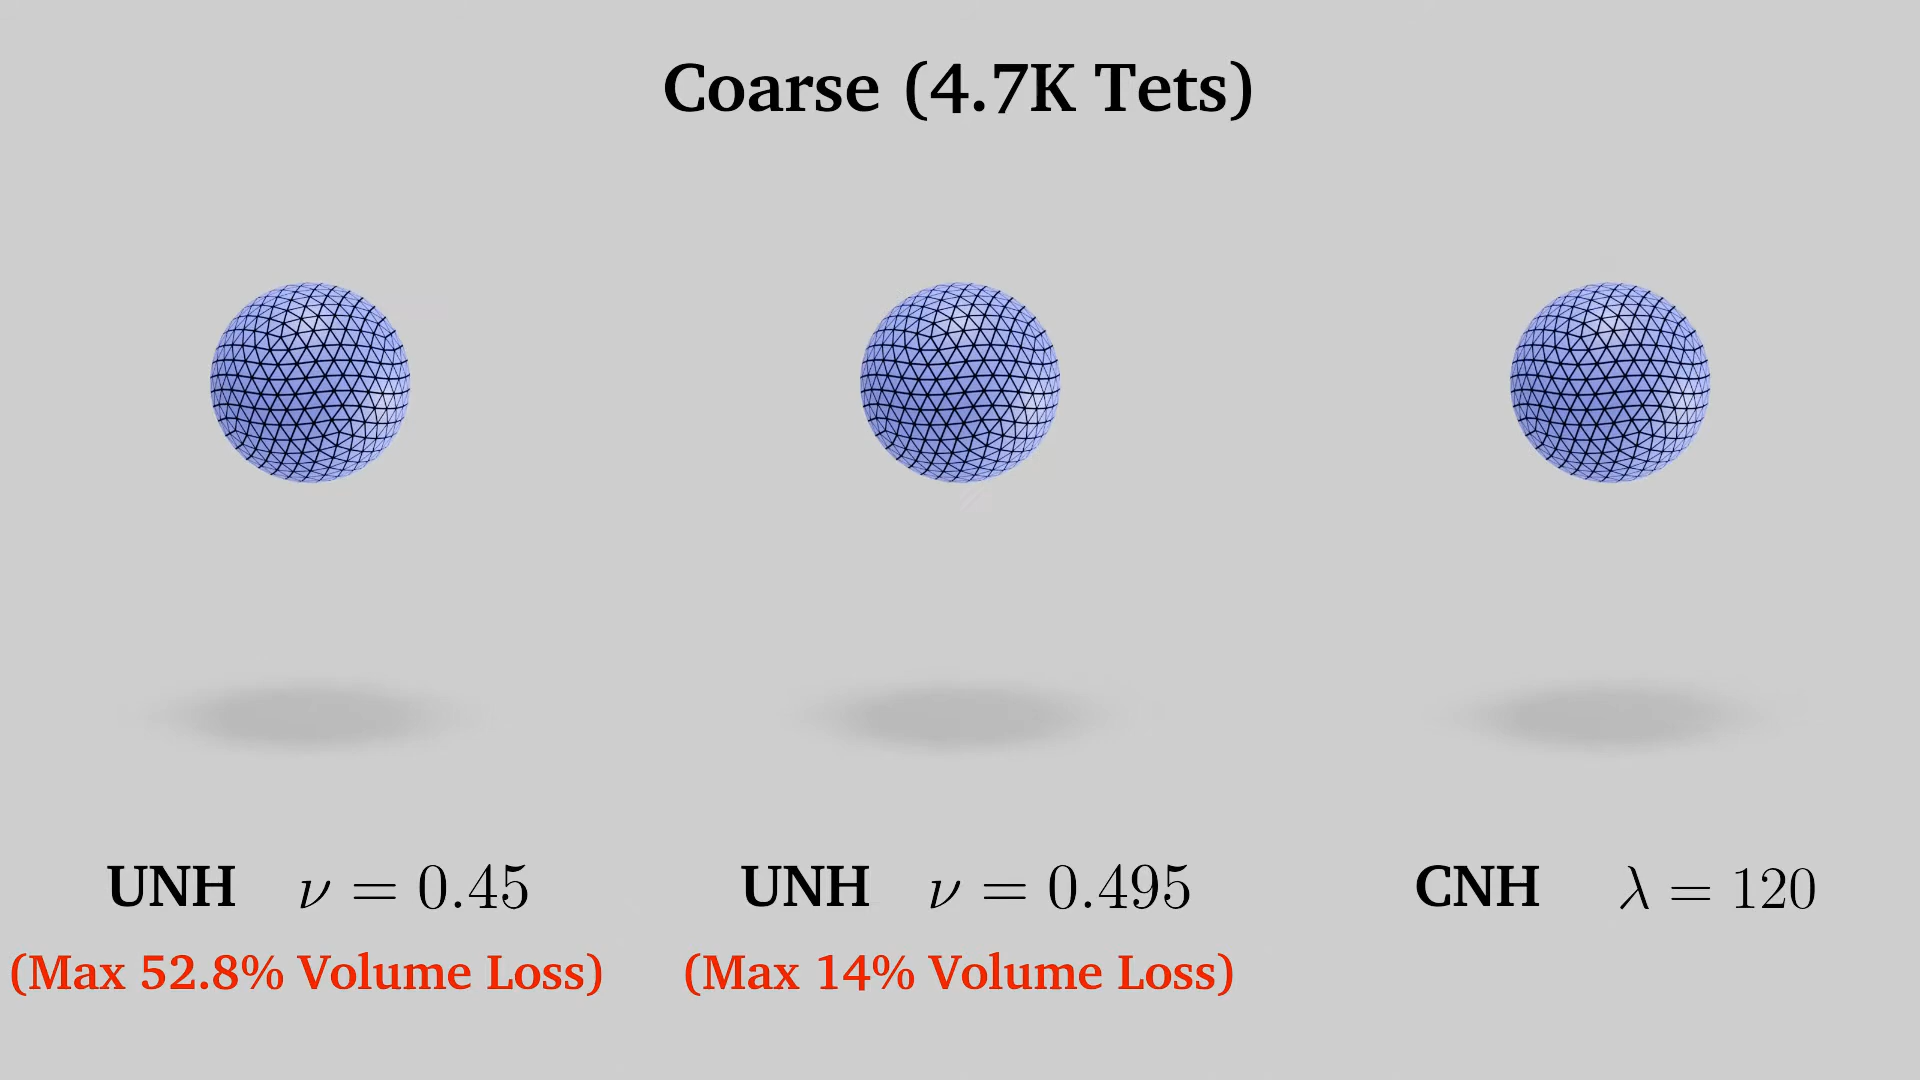 Coarse (4.7K Tets)
UNH ν = 0.45
(Max 52.8% Volume Loss)
UNH ν = 0.495
(Max 14% Volume Loss)
CNH λ = 120